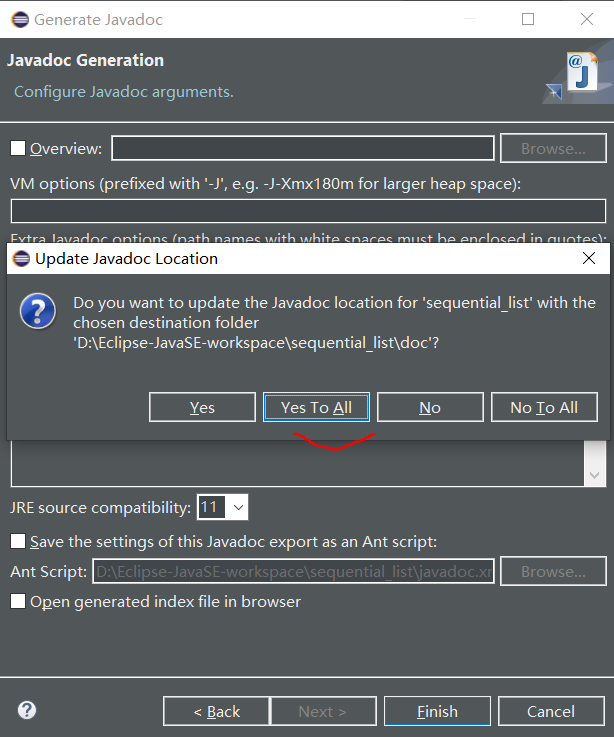 Generate Javadoc
Javadoc Generation
Configure Javadoc arguments.
Overview:
Browse...
VM options (prefixed with '-J', e.g. -J-Xmx180m for larger heap space):
Extra Javadoc options (path names with white spaces must be enclosed in quotes):
Update Javadoc Location
Do you want to update the Javadoc location for 'sequential_list' with the
chosen destination folder
'D:\Eclipse-JavaSE-workspace\sequential_list\doc'?
Yes
Yes To All
No
No To All
JRE source compatibility: 11
Save the settings of this Javadoc export as an Ant script:
Ant Script: D:\Eclipse-JavaSE-workspace\sequential_list\javadoc.xr
Browse...
Open generated index file in browser
< Back
Next >
Finish
Cancel